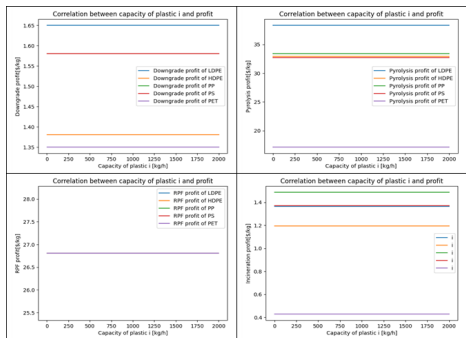 Correlation between capacity of plastic i and profit
1.65
1.60
1.55
1.50
1.45
1.40
1.35
Downgrade profit[$/kg]
Downgrade profit of LDPE
Downgrade profit of HDPE
Downgrade profit of PP
Downgrade profit of PS
Downgrade profit of PET
0 250 500 750 1000 1250 1500 1750 2000
Capacity of plastic i [kg/h]
Correlation between capacity of plastic i and profit
35
30
25
20
Pyrolysis profit[$/kg]
Pyrolysis profit of LDPE
Pyrolysis profit of HDPE
Pyrolysis profit of PP
Pyrolysis profit of PS
Pyrolysis profit of PET
0 250 500 750 1000 1250 1500 1750 2000
Capacity of plastic i [kg/h]
Correlation between capacity of plastic i and profit
28.0
27.5
27.0
26.5
26.0
25.5
RPF profit[$/kg]
RPF profit of LDPE
RPF profit of HDPE
RPF profit of PP
RPF profit of PS
RPF profit of PET
0 250 500 750 1000 1250 1500 1750 2000
Capacity of plastic i [kg/h]
Correlation between capacity of plastic i and profit
1.4
1.2
1.0
0.8
0.6
0.4
Incineration profit[$/kg]
i
i
i
i
i
0 250 500 750 1000 1250 1500 1750 2000
Capacity of plastic i [kg/h]